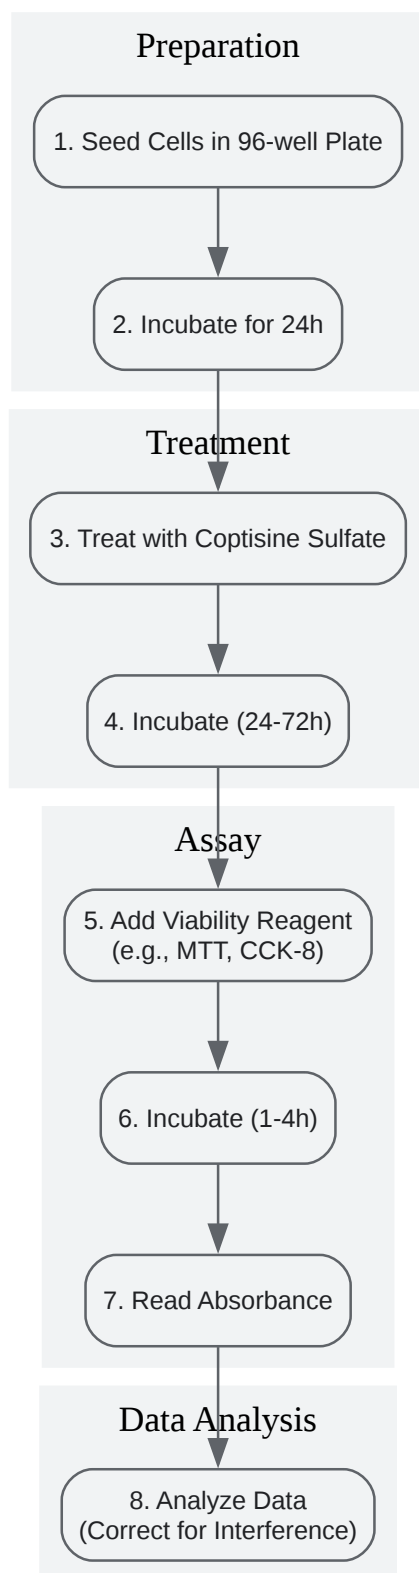 Preparation
1. Seed Cells in 96-well Plate
2. Incubate for 24h
Treatment
3. Treat with Coptisine Sulfate
4. Incubate (24-72h)
Assay
5. Add Viability Reagent
(e.g., MTT, CCK-8)
6. Incubate (1-4h)
7. Read Absorbance
Data Analysis
8. Analyze Data
(Correct for Interference)